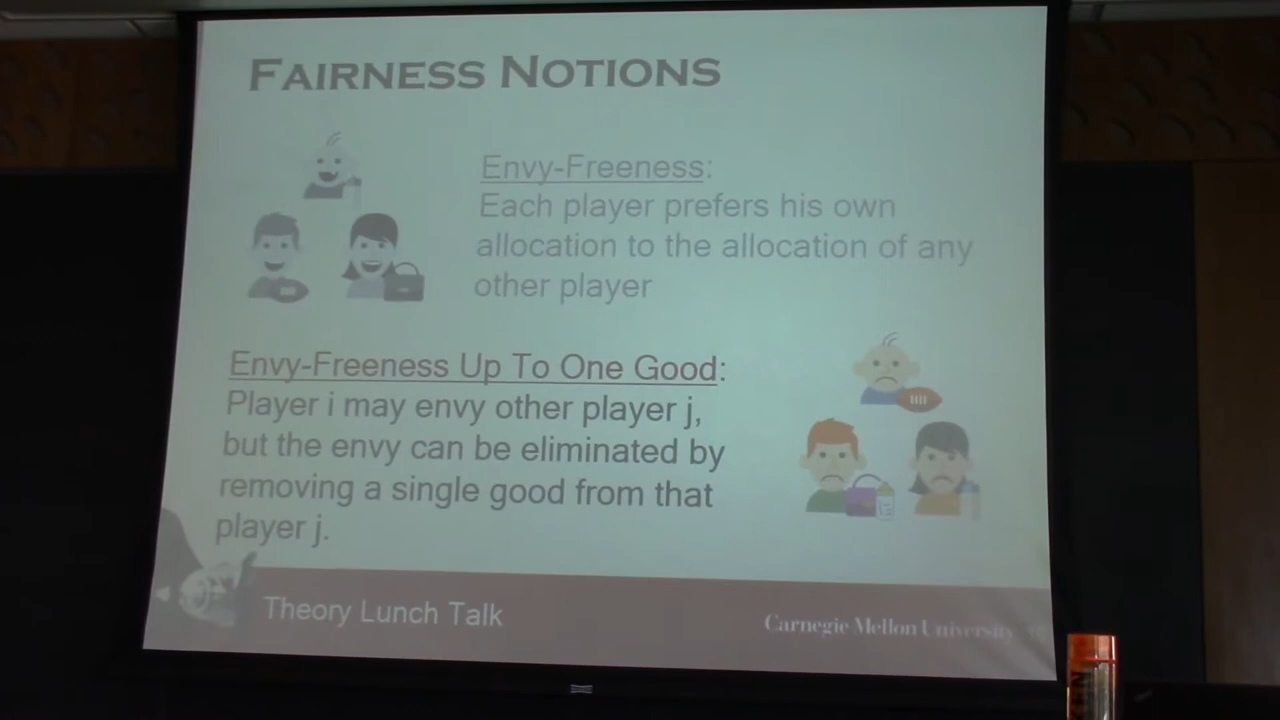 FAIRNESS NOTIONS
Envy-Freeness:
Each player prefers his own
allocation to the allocation of any
other player
Envy-Freeness Up To One Good:
Player i may envy other player j,
but the envy can be eliminated by
removing a single good from that
player j.
Theory Lunch Talk
Carnegie Mellon University